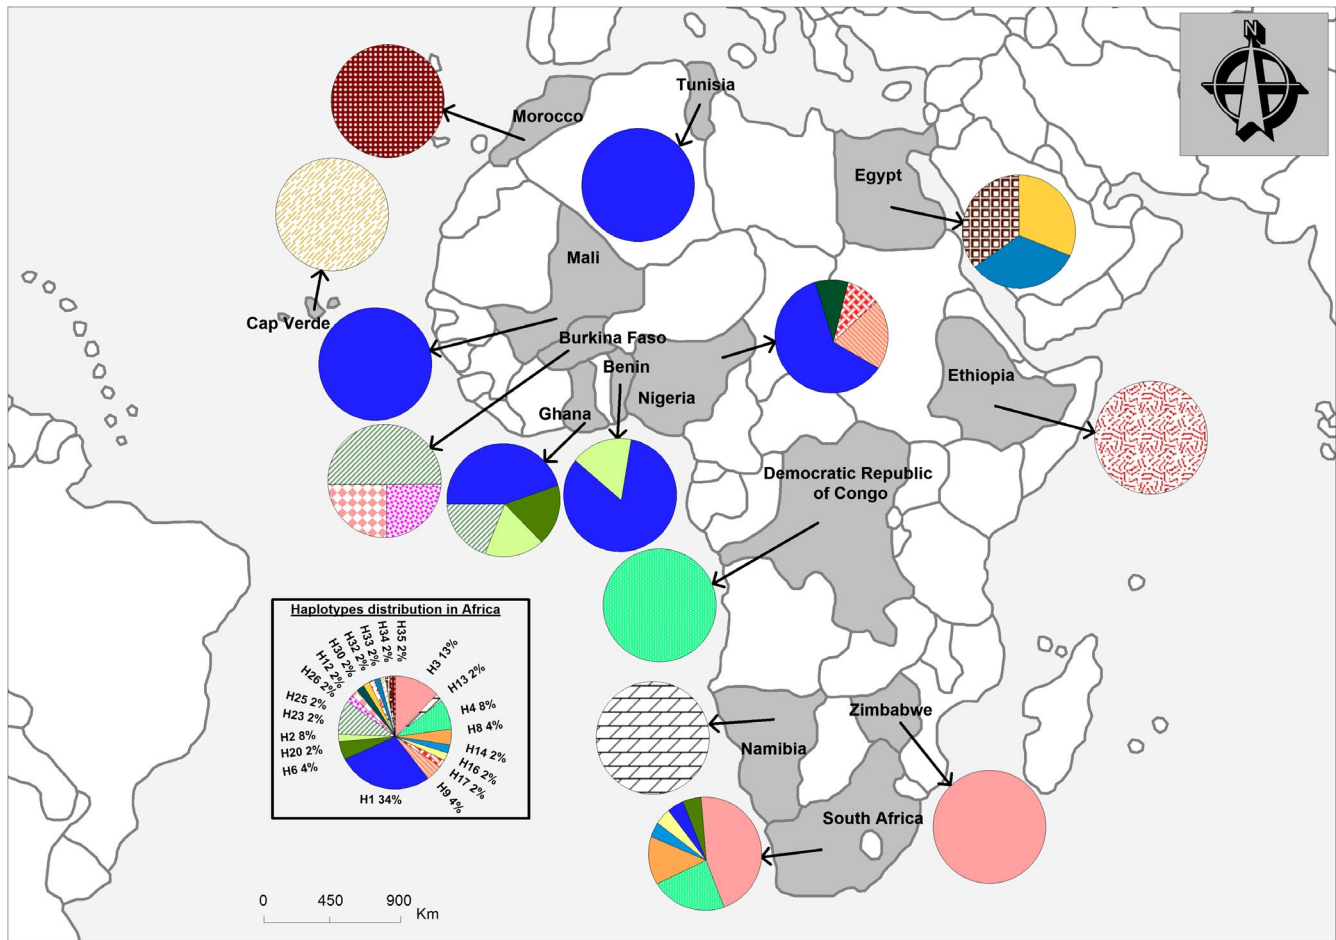 N
Tunisia
Morocco
Egypt
Mali
Cap Verde
Burkina Faso
Benin
Ethiopia
Nigeria
Ghana
Democratic Republic
of Congo
Haplotypes distribution in Africa
H35 2%
H34 2%
H33 2%
H32 2%
H30 2%
H12 2%
H26 2%
H25 2%
H23 2%
H2 8%
H20 2%
H6 4%
H1 34%
H3 13%
H13 2%
H4 8%
H8 4%
H14 2%
H16 2%
H17 2%
H9 4%
Zimbabwe
Namibia
South Africa
0 450 900
Km